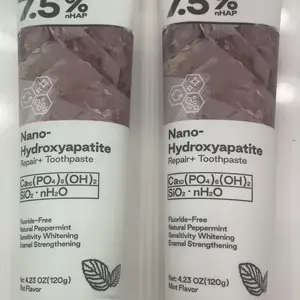 7.5%
nHAP
Nano-
Hydroxyapatite
Repair+ Toothpaste
Ca₁₀(PO₄)₆(OH)₂
SiO₂ · nH₂O
Fluoride-Free
Natural Peppermint
Sensitivity Whitening
Enamel Strengthening
Net 4.23 OZ(120g)
Mint Flavor
7.5%
nHAP
Nano-
Hydroxyapatite
Repair+ Toothpaste
Ca₁₀(PO₄)₆(OH)₂
SiO₂ · nH₂O
Fluoride-Free
Natural Peppermint
Sensitivity Whitening
Enamel Strengthening
Net 4.23 OZ(120g)
Mint Flavor